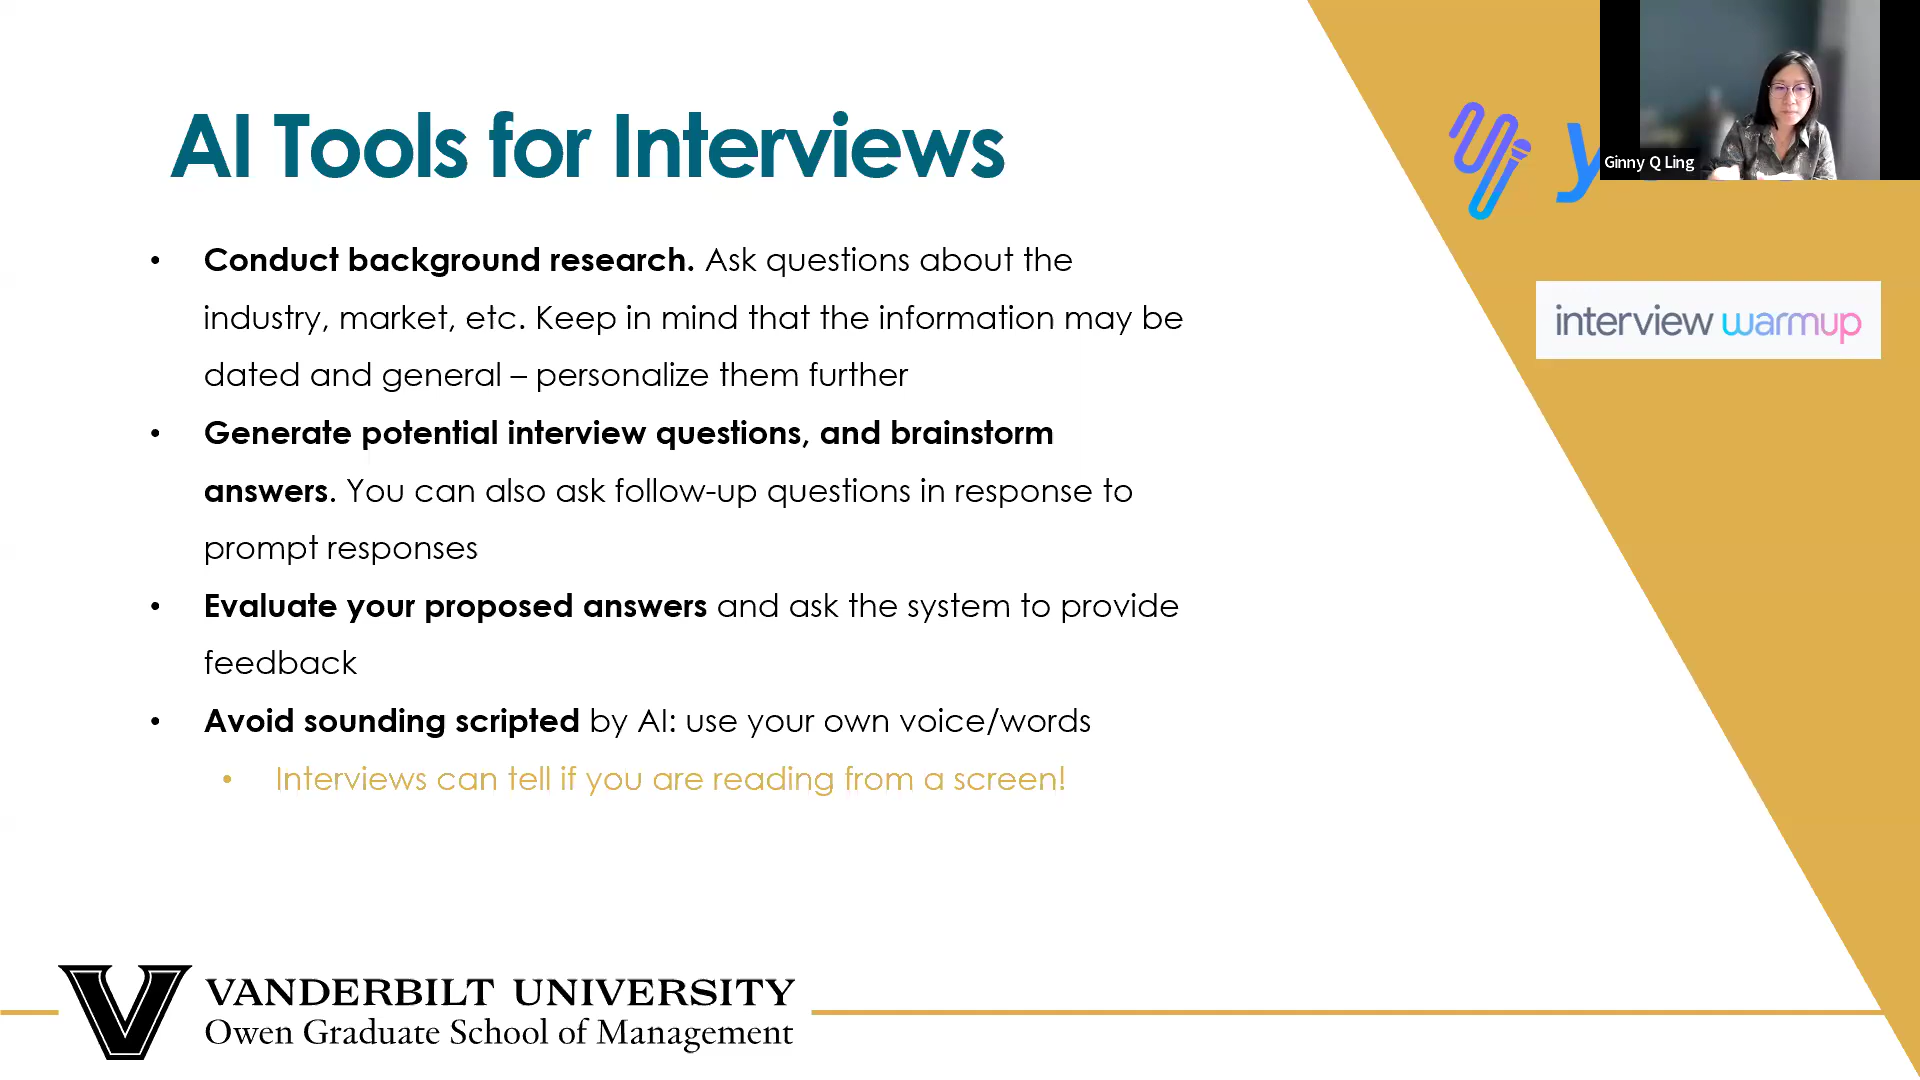 AI Tools for Interviews
Ginny Q Ling
• Conduct background research. Ask questions about the
industry, market, etc. Keep in mind that the information may be
dated and general – personalize them further
interview warmup
• Generate potential interview questions, and brainstorm
answers. You can also ask follow-up questions in response to
prompt responses
• Evaluate your proposed answers and ask the system to provide
feedback
• Avoid sounding scripted by AI: use your own voice/words
• Interviews can tell if you are reading from a screen!
VANDERBILT UNIVERSITY
Owen Graduate School of Management